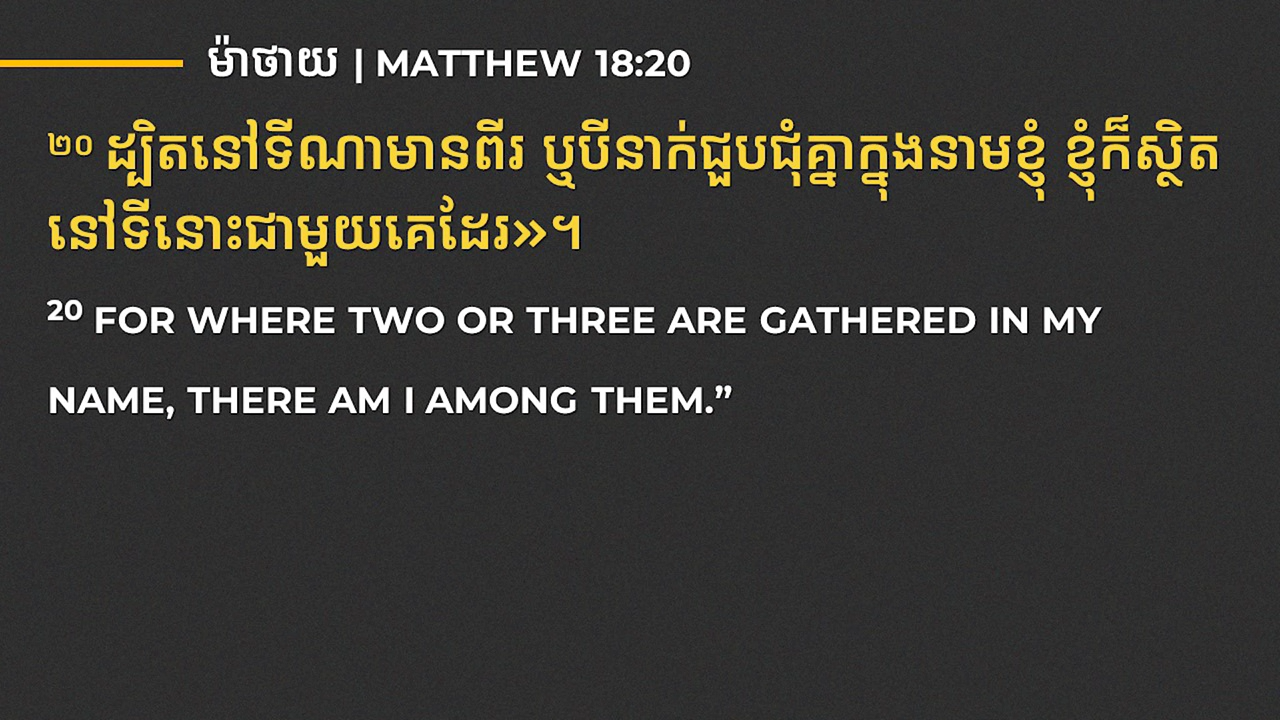 ម៉ាថាយ | MATTHEW 18:20
២០ ដ្បិតនៅទីណាមានពីរ ឬបីនាក់ជួបជុំគ្នាក្នុងនាមខ្ញុំ ខ្ញុំក៏ស្ថិត
នៅទីនោះជាមួយគេដែរ»។
20 FOR WHERE TWO OR THREE ARE GATHERED IN MY
NAME, THERE AM I AMONG THEM.”